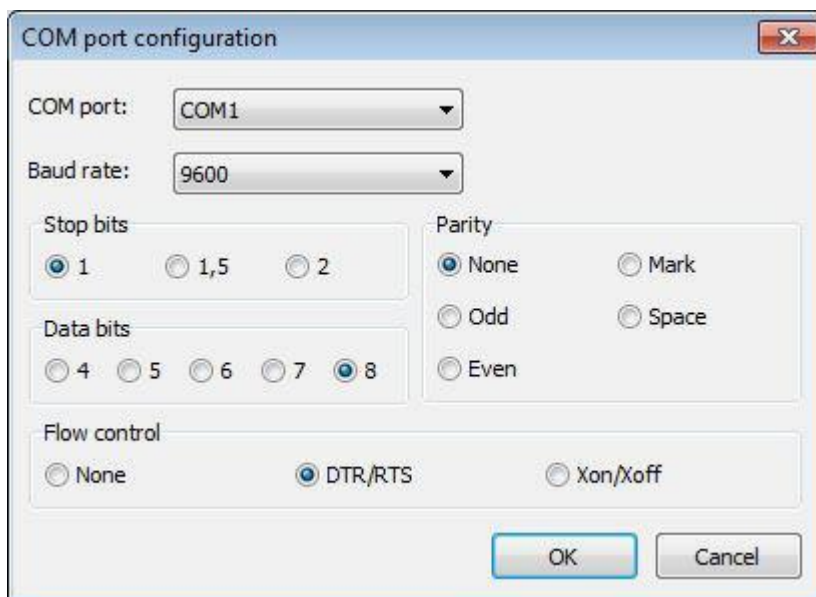 COM port configuration
COM port: COM1
Baud rate: 9600
Stop bits
1 1,5 2
Data bits
4 5 6 7 8
Parity
None Mark
Odd Space
Even
Flow control
None DTR/RTS Xon/Xoff
OK Cancel